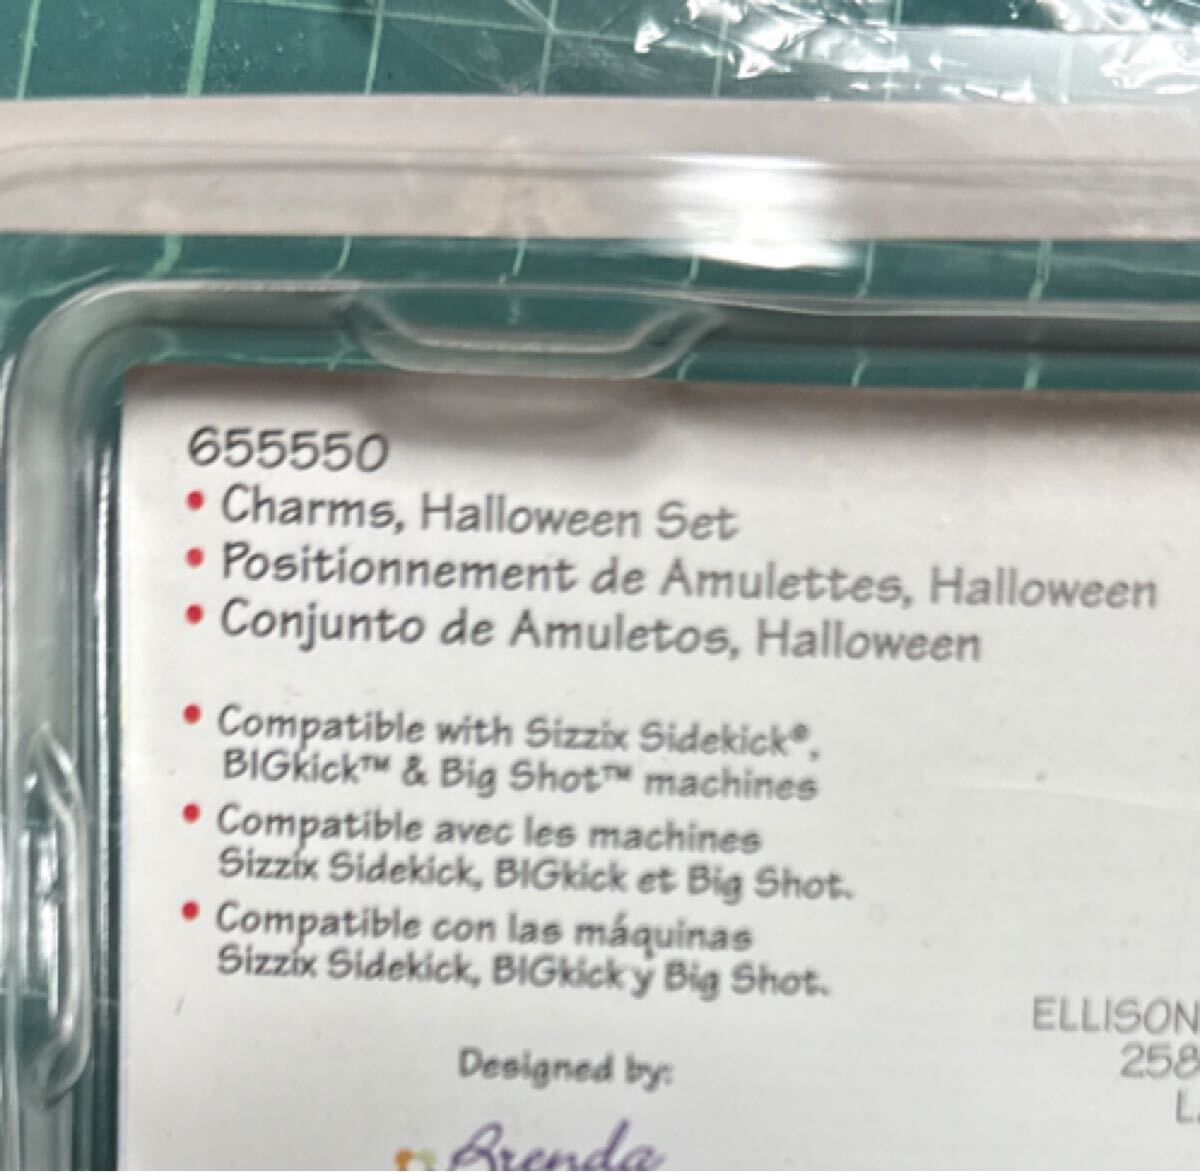 655550
• Charms, Halloween Set
• Positionnement de Amulettes, Halloween
• Conjunto de Amuletos, Halloween
• Compatible with Sizzix Sidekick®,
BIGkick™ & Big Shot™ machines
• Compatible avec les machines
Sizzix Sidekick, BIGkick et Big Shot.
• Compatible con las máquinas
Sizzix Sidekick, BIGkick y Big Shot.
ELLISON
258
L
Designed by:
Brenda